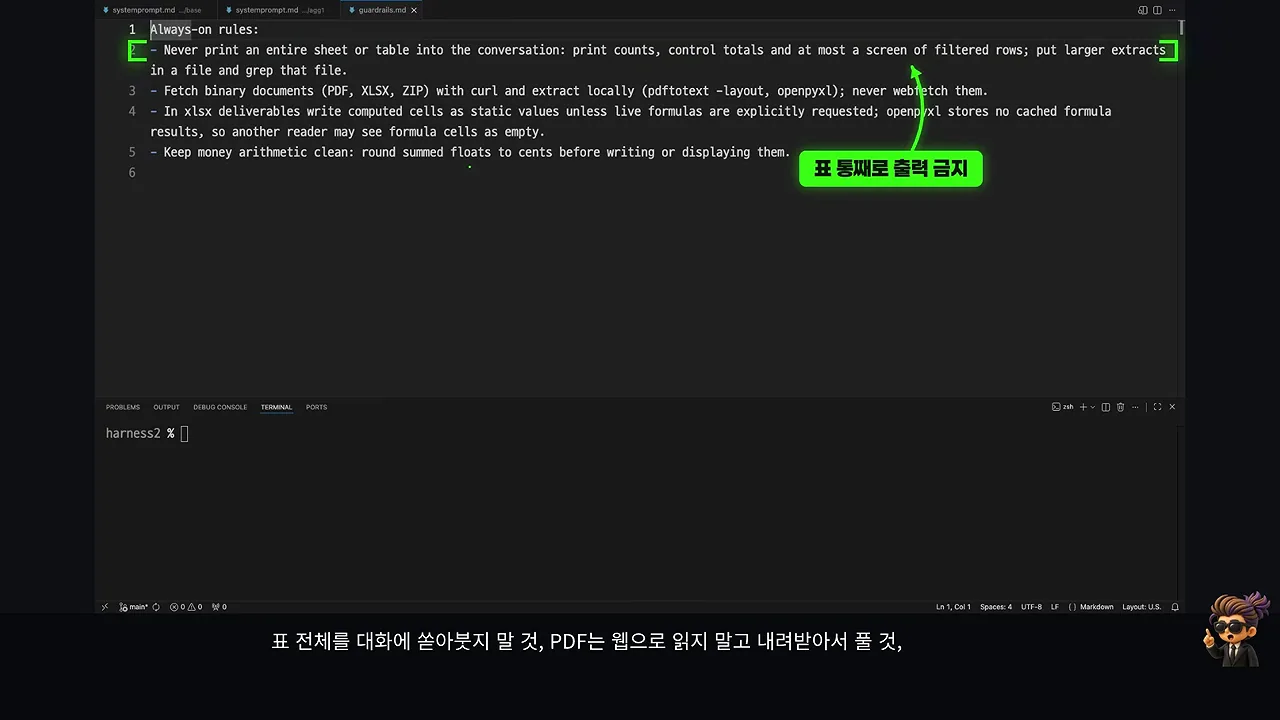 systemprompt.md .../base systemprompt.md .../agg1 guardrails.md
1 Always-on rules:
2 - Never print an entire sheet or table into the conversation: print counts, control totals and at most a screen of filtered rows; put larger extracts
in a file and grep that file.
3 - Fetch binary documents (PDF, XLSX, ZIP) with curl and extract locally (pdftotext -layout, openpyxl); never webfetch them.
4 - In xlsx deliverables write computed cells as static values unless live formulas are explicitly requested; openpyxl stores no cached formula
results, so another reader may see formula cells as empty.
5 - Keep money arithmetic clean: round summed floats to cents before writing or displaying them.
표 통째로 출력 금지
6
PROBLEMS OUTPUT DEBUG CONSOLE TERMINAL PORTS zsh
harness2 %
main* 0 0 0 Ln 1, Col 1 Spaces: 4 UTF-8 LF { } Markdown Layout: U.S.
표 전체를 대화에 쏟아붓지 말 것, PDF는 웹으로 읽지 말고 내려받아서 풀 것,